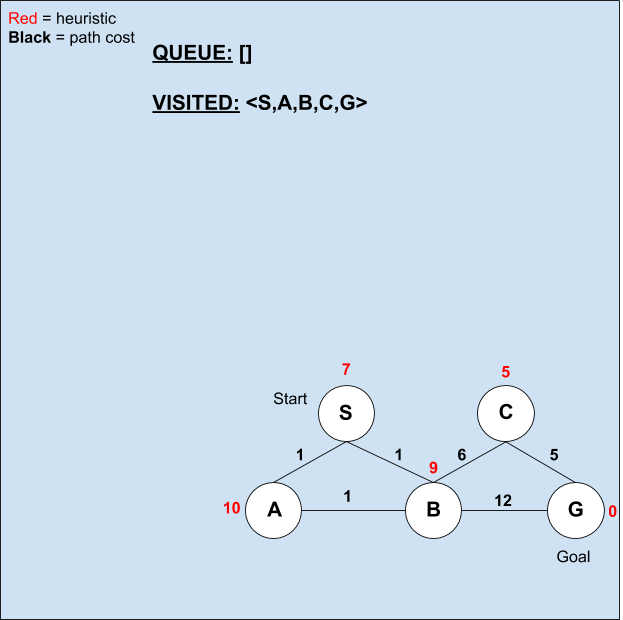 Red = heuristic
Black = path cost
QUEUE: []
VISITED: <S,A,B,C,G>
7
5
Start
S
C
1
1
6
5
9
10
A
1
B
12
G
0
Goal